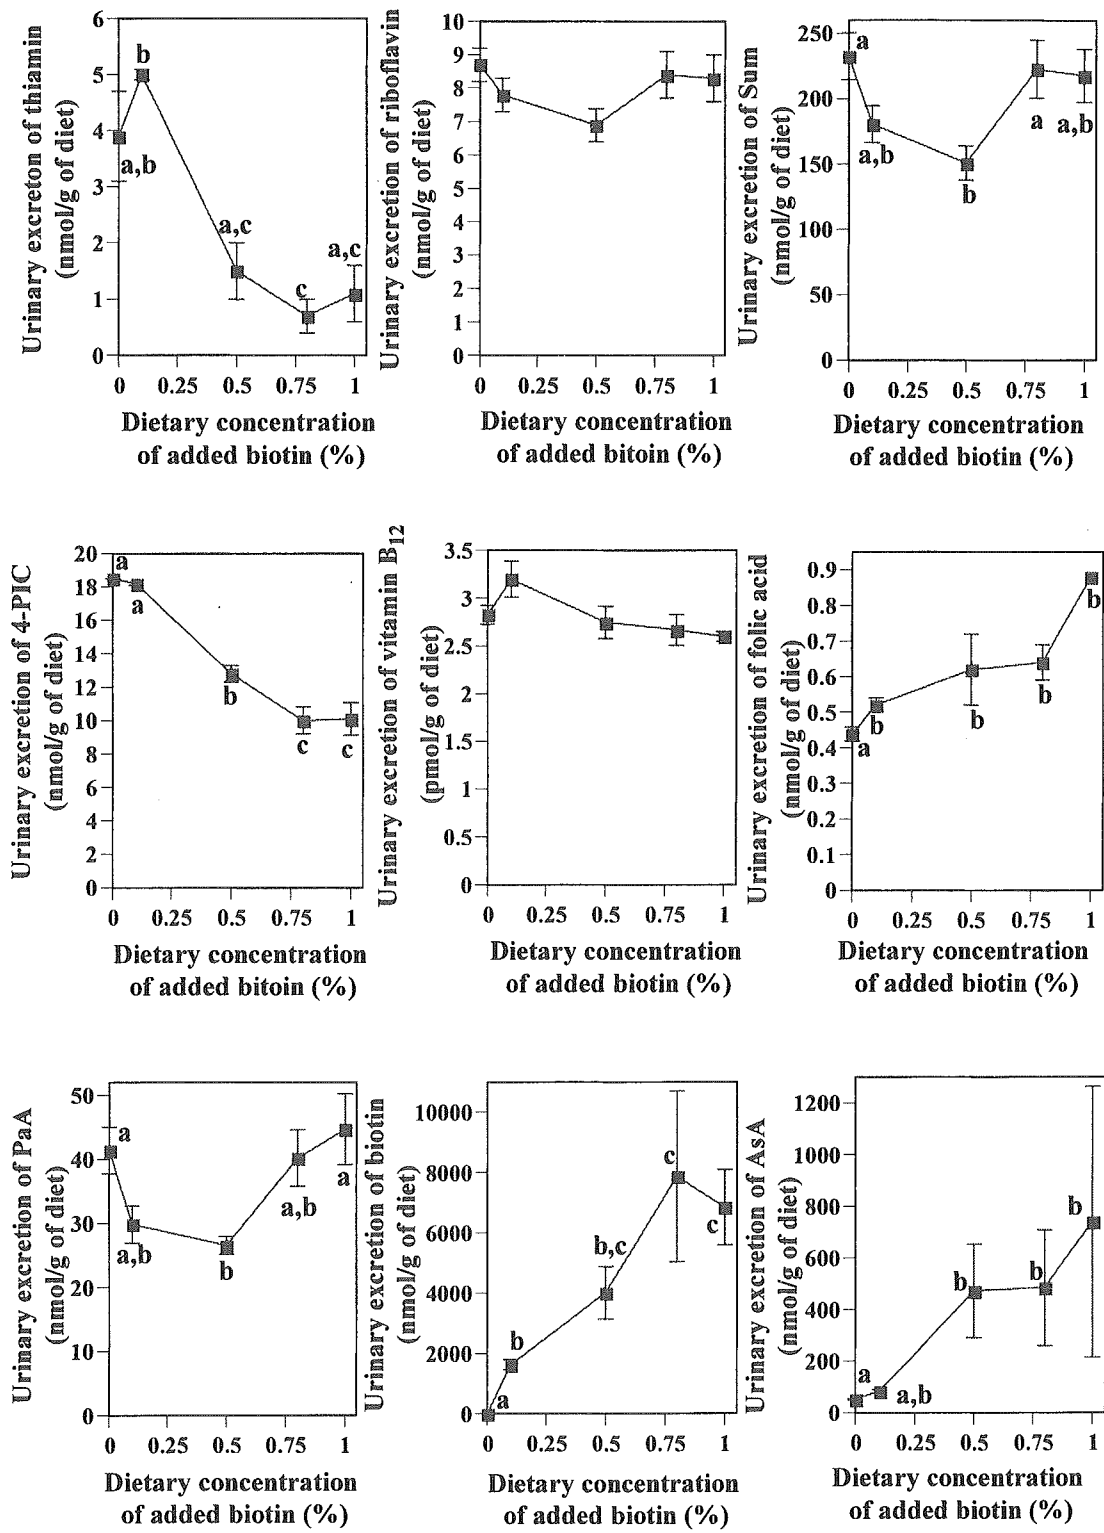 Urinary excreton of thiamin
(nmol/g of diet)
6
5
4
3
2
1
0
b
a,b
a,c
c
a,c
0 0.25 0.5 0.75 1
Dietary concentration
of added biotin (%)
Urinary excretion of riboflavin
(nmol/g of diet)
10
9
8
7
6
5
4
3
2
1
0
0 0.25 0.5 0.75 1
Dietary concentration
of added bitoin (%)
Urinary excretion of Sum
(nmol/g of diet)
250
200
150
100
50
0
a
a,b
b
a
a,b
0 0.25 0.5 0.75 1
Dietary concentration
of added biotin (%)
Urinary excretion of 4-PIC
(nmol/g of diet)
20
18
16
14
12
10
8
6
4
2
0
a
a
b
c
c
0 0.25 0.5 0.75 1
Dietary concentration
of added bitoin (%)
Urinary excretion of vitamin B12
(pmol/g of diet)
3.5
3
2.5
2
1.5
1
0.5
0
0 0.25 0.5 0.75 1
Dietary concentration
of added biotin (%)
Urinary excretion of folic acid
(nmol/g of diet)
0.9
0.8
0.7
0.6
0.5
0.4
0.3
0.2
0.1
0
a
b
b
b
b
0 0.25 0.5 0.75 1
Dietary concentration
of added biotin (%)
Urinary excretion of PaA
(nmol/g of diet)
50
40
30
20
10
0
a
a,b
b
a,b
a
0 0.25 0.5 0.75 1
Dietary concentration
of added biotin (%)
Urinary excretion of biotin
(nmol/g of diet)
10000
8000
6000
4000
2000
0
a
b
b,c
c
c
0 0.25 0.5 0.75 1
Dietary concentration
of added biotin (%)
Urinary excretion of AsA
(nmol/g of diet)
1200
1000
800
600
400
200
0
a
a,b
b
b
b
0 0.25 0.5 0.75 1
Dietary concentration
of added biotin (%)